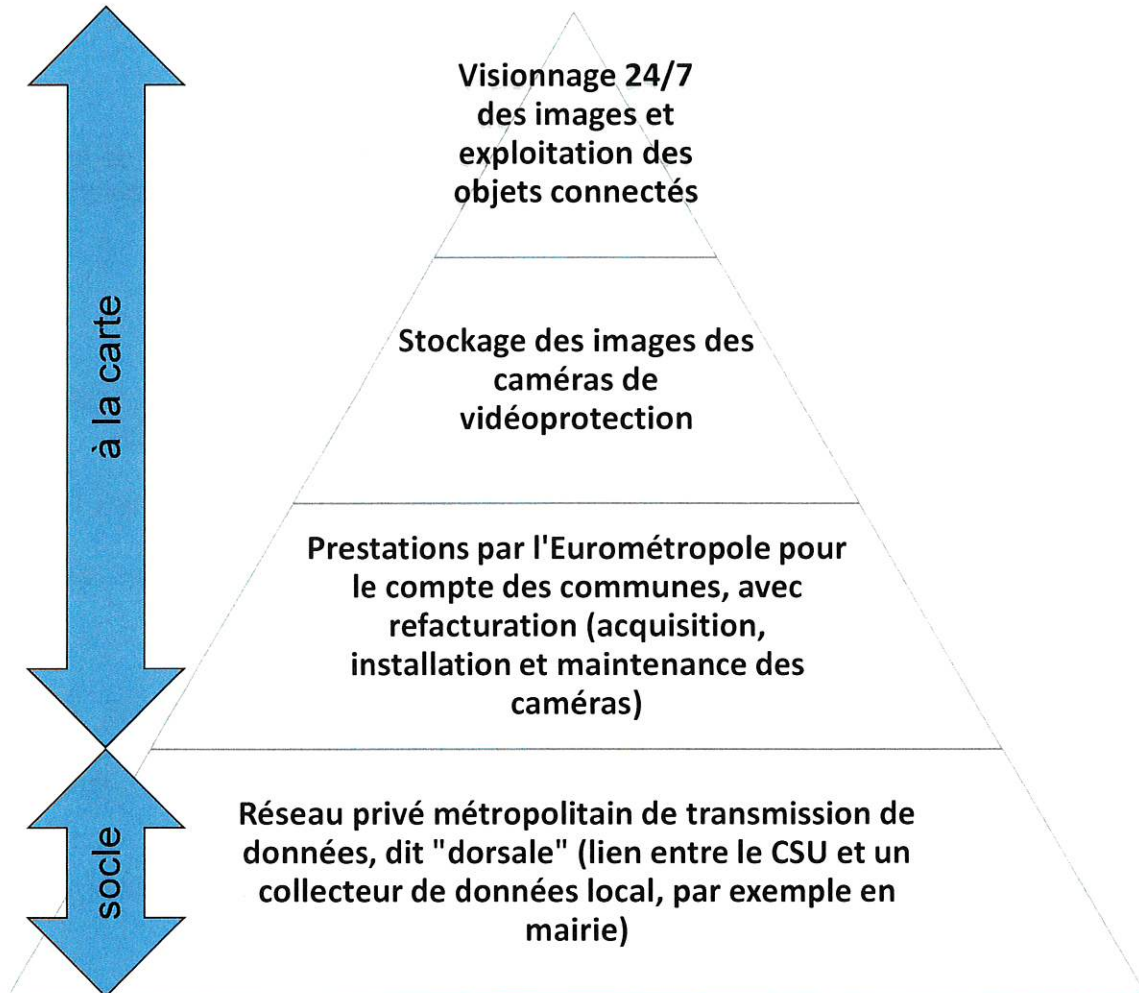 Visionnage 24/7
des images et
exploitation des
objets connectés
à la carte
Stockage des images des
caméras de
vidéoprotection
Prestations par l'Eurométropole pour
le compte des communes, avec
refacturation (acquisition,
installation et maintenance des
caméras)
socle
Réseau privé métropolitain de transmission de
données, dit "dorsale" (lien entre le CSU et un
collecteur de données local, par exemple en
mairie)